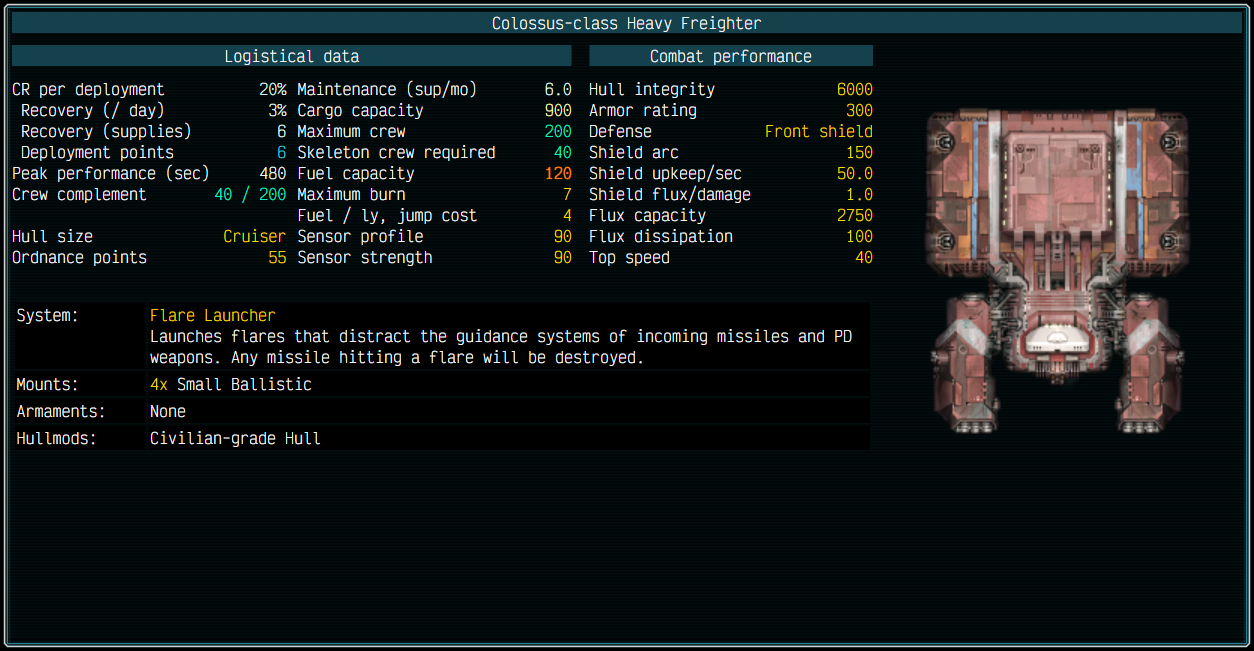 Colossus-class Heavy Freighter
Logistical data
Combat performance
CR per deployment 20% Maintenance (sup/mo) 6.0 Hull integrity 6000
Recovery (/ day) 3% Cargo capacity 900 Armor rating 300
Recovery (supplies) 6 Maximum crew 200 Defense Front shield
Deployment points 6 Skeleton crew required 40 Shield arc 150
Peak performance (sec) 480 Fuel capacity 120 Shield upkeep/sec 50.0
Crew complement 40 / 200 Maximum burn 7 Shield flux/damage 1.0
Fuel / ly, jump cost 4 Flux capacity 2750
Hull size Cruiser Sensor profile 90 Flux dissipation 100
Ordnance points 55 Sensor strength 90 Top speed 40
System: Flare Launcher
Launches flares that distract the guidance systems of incoming missiles and PD
weapons. Any missile hitting a flare will be destroyed.
Mounts: 4x Small Ballistic
Armaments: None
Hullmods: Civilian-grade Hull